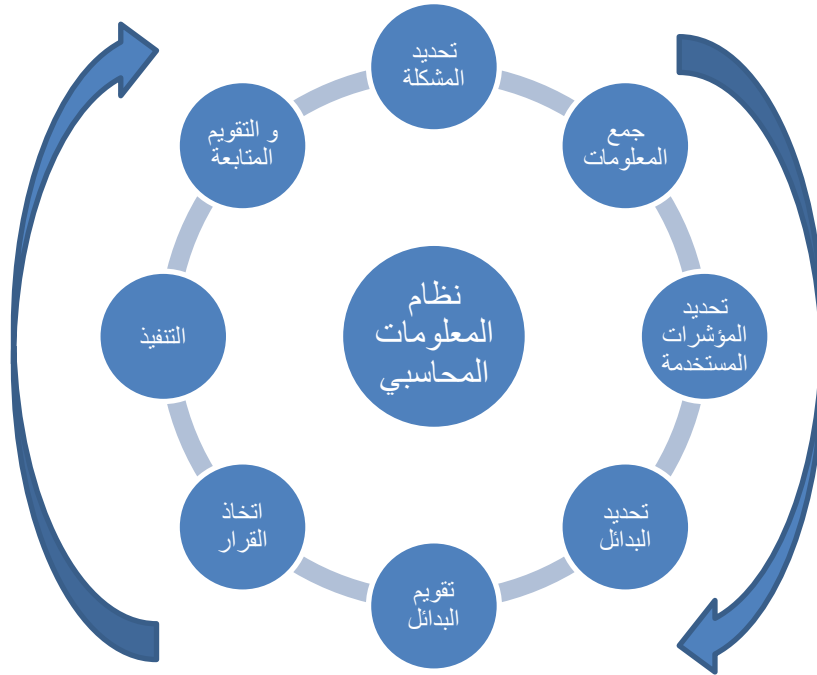 تحديد
المشكلة
جمع
المعلومات
تحديد
المؤشرات
المستخدمة
تحديد
البدائل
تقويم
البدائل
اتخاذ
القرار
التنفيذ
و التقويم
المتابعة
نظام
المعلومات
المحاسبي